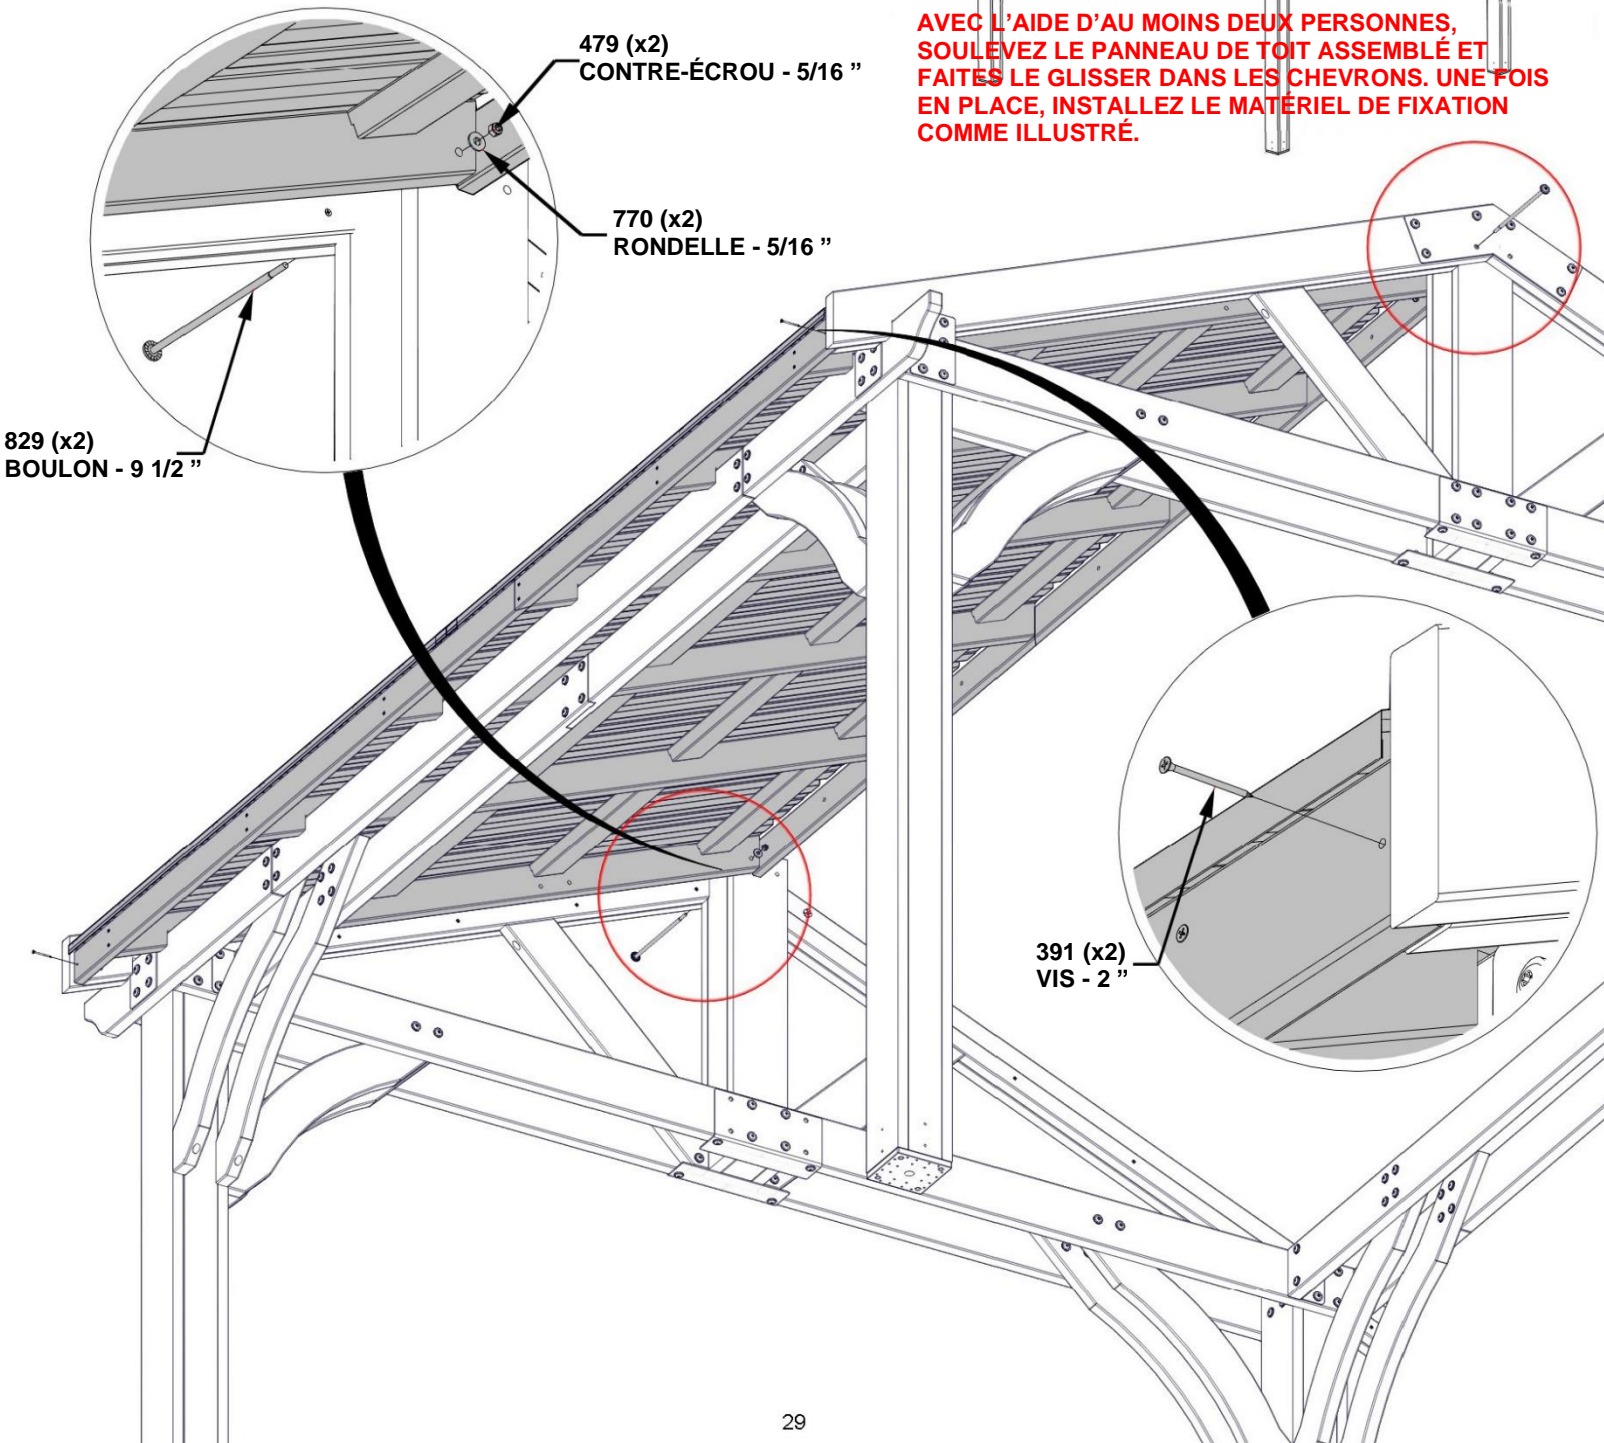 AVEC L'AIDE D'AU MOINS DEUX PERSONNES,
SOULEVEZ LE PANNEAU DE TOIT ASSEMBLÉ ET
FAITES LE GLISSER DANS LES CHEVRONS. UNE FOIS
EN PLACE, INSTALLEZ LE MATÉRIEL DE FIXATION
COMME ILLUSTRÉ.
479 (x2)
CONTRE-ÉCROU - 5/16 ”
770 (x2)
RONDELLE - 5/16 ”
829 (x2)
BOULON - 9 1/2 ”
391 (x2)
VIS - 2 ”
29